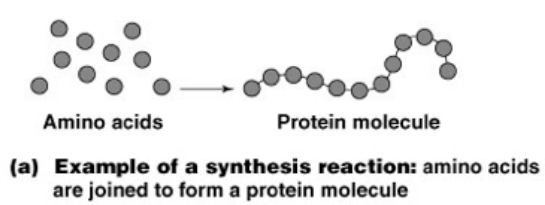 Amino acids
Protein molecule
(a) Example of a synthesis reaction: amino acids
are joined to form a protein molecule